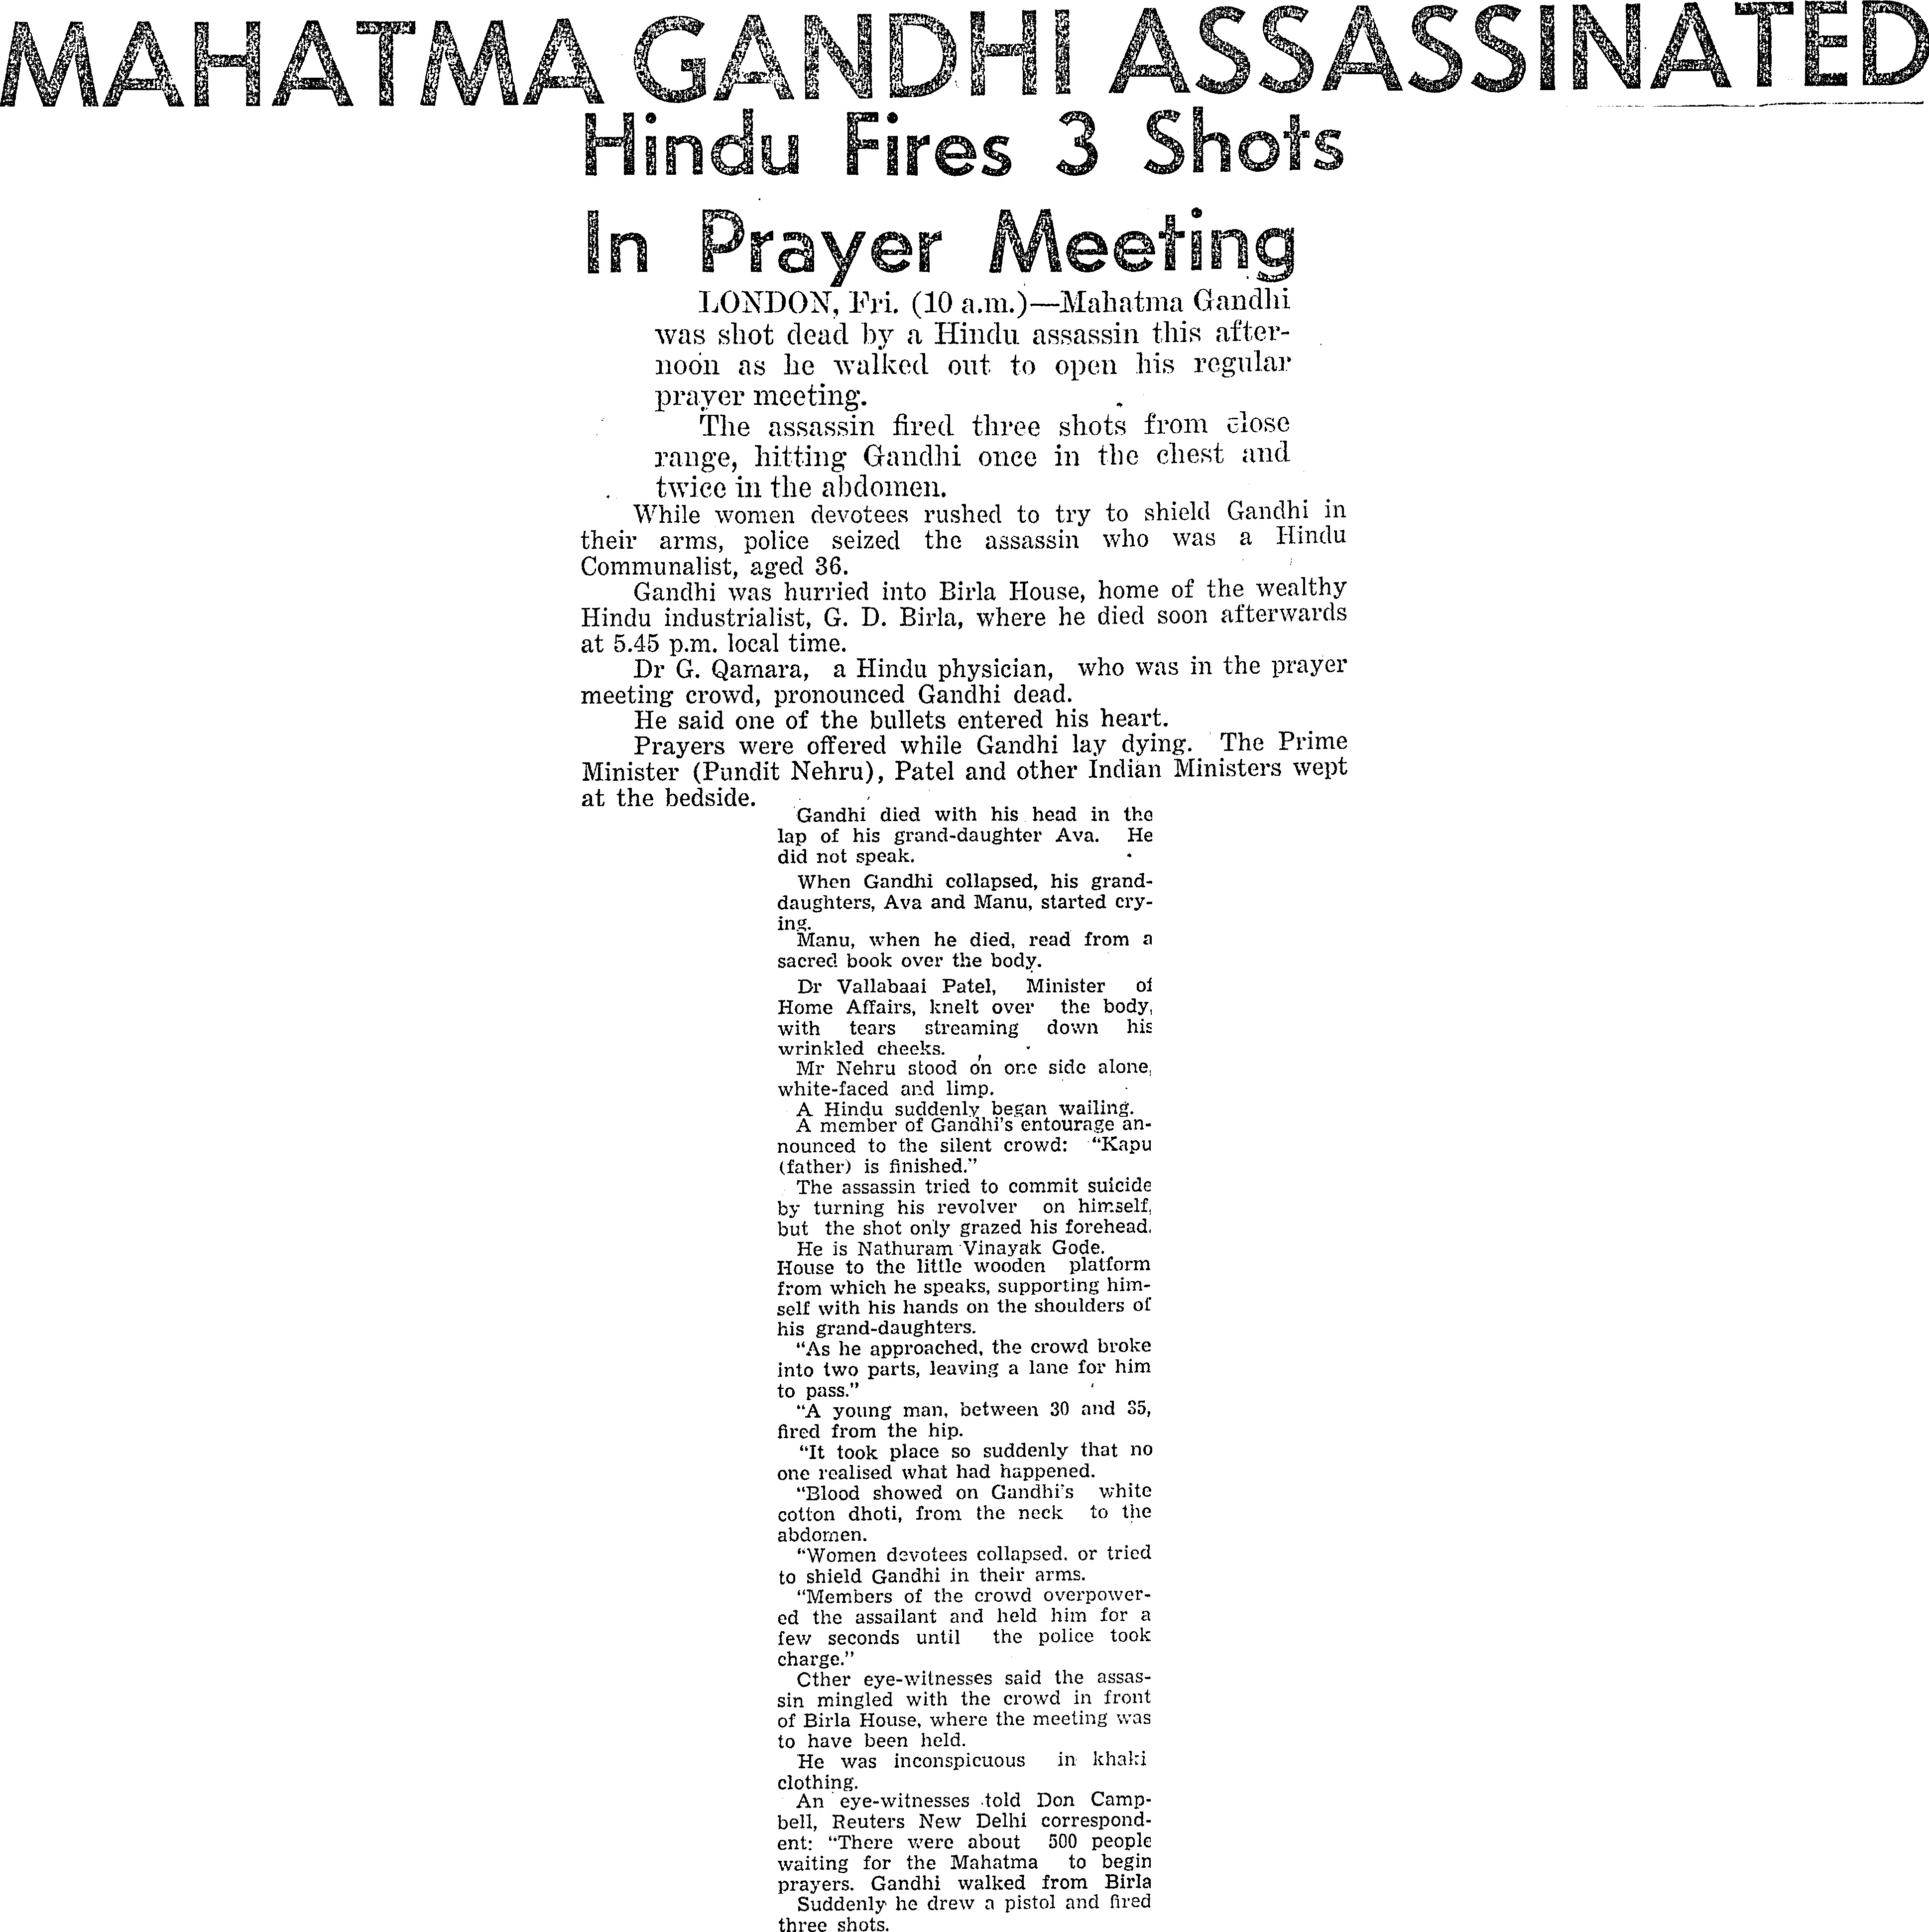 MAHATMA GANDHI ASSASSINATED
Hindu Fires 3 Shots
In Prayer Meeting
LONDON, Fri. (10 a.m.)—Mahatma Gandhi
was shot dead by a Hindu assassin this after-
noon as he walked out to open his regular
prayer meeting.
The assassin fired three shots from close
range, hitting Gandhi once in the chest and
twice in the abdomen.
While women devotees rushed to try to shield Gandhi in
their arms, police seized the assassin who was a Hindu
Communalist, aged 36.
Gandhi was hurried into Birla House, home of the wealthy
Hindu industrialist, G. D. Birla, where he died soon afterwards
at 5.45 p.m. local time.
Dr G. Qamara, a Hindu physician, who was in the prayer
meeting crowd, pronounced Gandhi dead.
He said one of the bullets entered his heart.
Prayers were offered while Gandhi lay dying. The Prime
Minister (Pundit Nehru), Patel and other Indian Ministers wept
at the bedside.
Gandhi died with his head in the
lap of his grand-daughter Ava. He
did not speak.
When Gandhi collapsed, his grand-
daughters, Ava and Manu, started cry-
ing.
Manu, when he died, read from a
sacred book over the body.
Dr Vallabaai Patel, Minister of
Home Affairs, knelt over the body,
with tears streaming down his
wrinkled cheeks.
Mr Nehru stood on one side alone,
white-faced and limp.
A Hindu suddenly began wailing.
A member of Gandhi's entourage an-
nounced to the silent crowd: "Kapu
(father) is finished."
The assassin tried to commit suicide
by turning his revolver on himself,
but the shot only grazed his forehead.
He is Nathuram Vinayak Gode.
House to the little wooden platform
from which he speaks, supporting him-
self with his hands on the shoulders of
his grand-daughters.
"As he approached, the crowd broke
into two parts, leaving a lane for him
to pass."
"A young man, between 30 and 35,
fired from the hip.
"It took place so suddenly that no
one realised what had happened.
"Blood showed on Gandhi's white
cotton dhoti, from the neck to the
abdomen.
"Women devotees collapsed, or tried
to shield Gandhi in their arms.
"Members of the crowd overpower-
ed the assailant and held him for a
few seconds until the police took
charge."
Cther eye-witnesses said the assas-
sin mingled with the crowd in front
of Birla House, where the meeting was
to have been held.
He was inconspicuous in khaki
clothing.
An eye-witnesses told Don Camp-
bell, Reuters New Delhi correspond-
ent: "There were about 500 people
waiting for the Mahatma to begin
prayers. Gandhi walked from Birla
Suddenly he drew a pistol and fired
three shots.